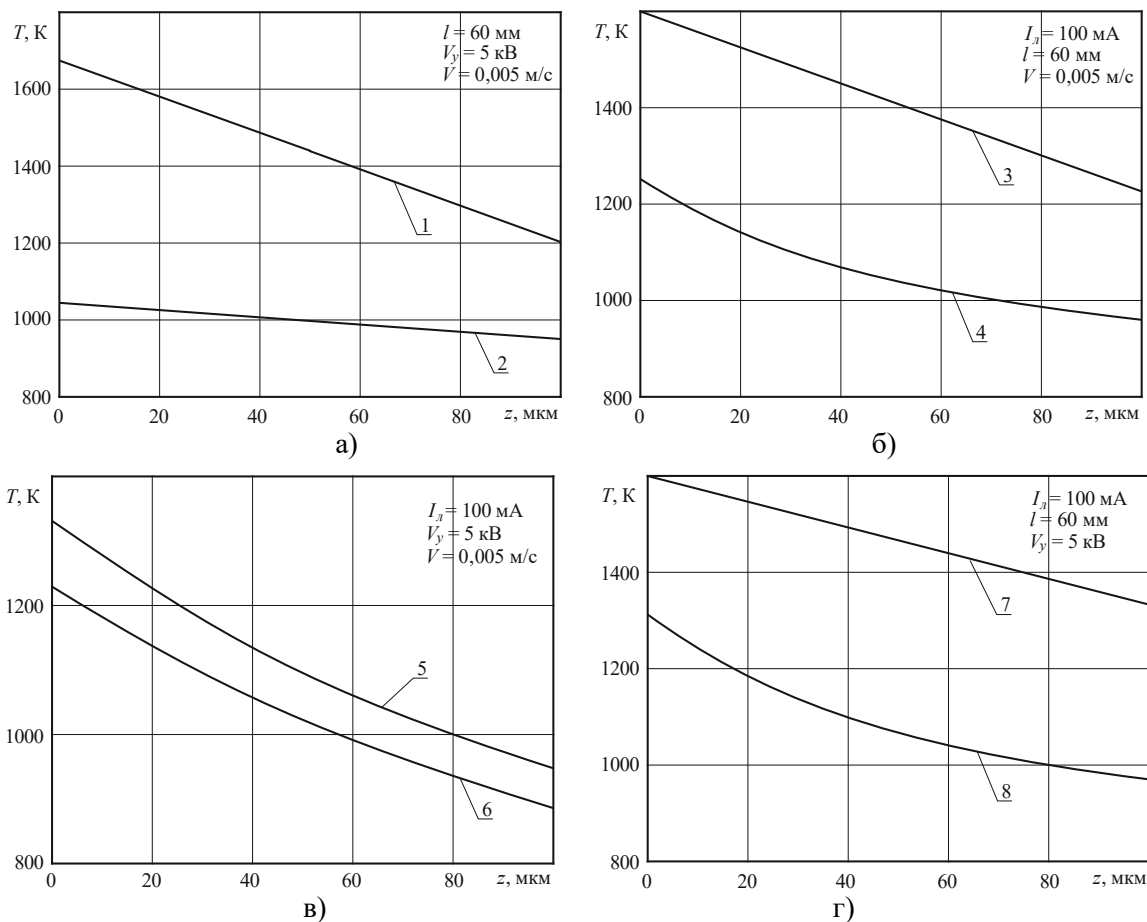 T, К
l = 60 мм
V_у = 5 кВ
V = 0,005 м/с
1600
1400
1200
1000
800
1
2
0
20
40
60
80
z, мкм
а)
T, К
I_л = 100 мА
l = 60 мм
V = 0,005 м/с
1400
1200
1000
800
3
4
0
20
40
60
80
z, мкм
б)
T, К
I_л = 100 мА
V_у = 5 кВ
V = 0,005 м/с
1200
1000
800
5
6
0
20
40
60
80
z, мкм
в)
T, К
I_л = 100 мА
l = 60 мм
V_у = 5 кВ
1400
1200
1000
800
7
8
0
20
40
60
80
z, мкм
г)